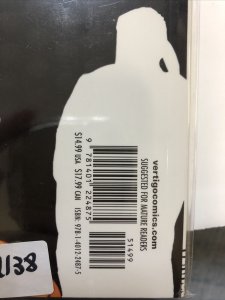 vertigocomics.com
SUGGESTED FOR MATURE READERS
51499
9 781401 224875
$14.99 USA $17.99 CAN ISBN: 978-1-4012-2487-5
1138